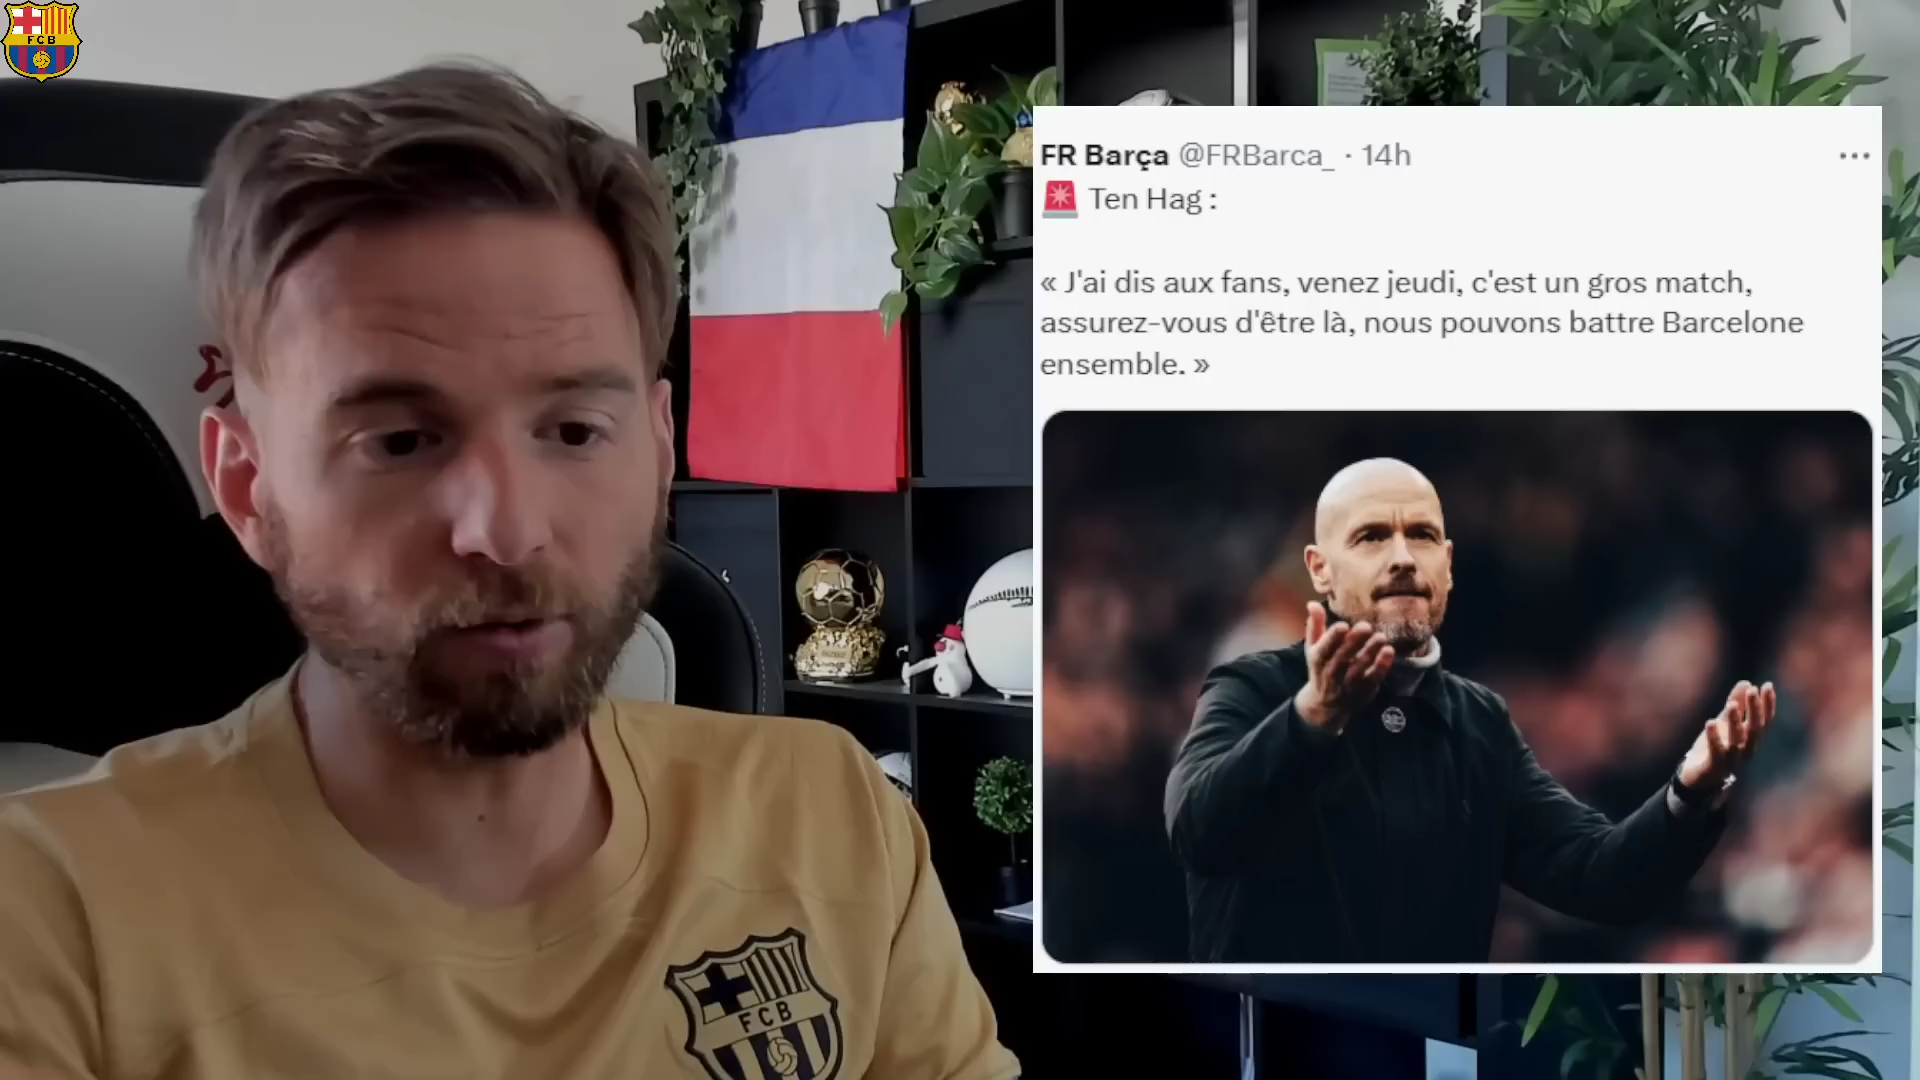 FCB
FR Barça @FRBarca_ · 14h
Ten Hag :
« J'ai dis aux fans, venez jeudi, c'est un gros match,
assurez-vous d'être là, nous pouvons battre Barcelone
ensemble. »
FCB